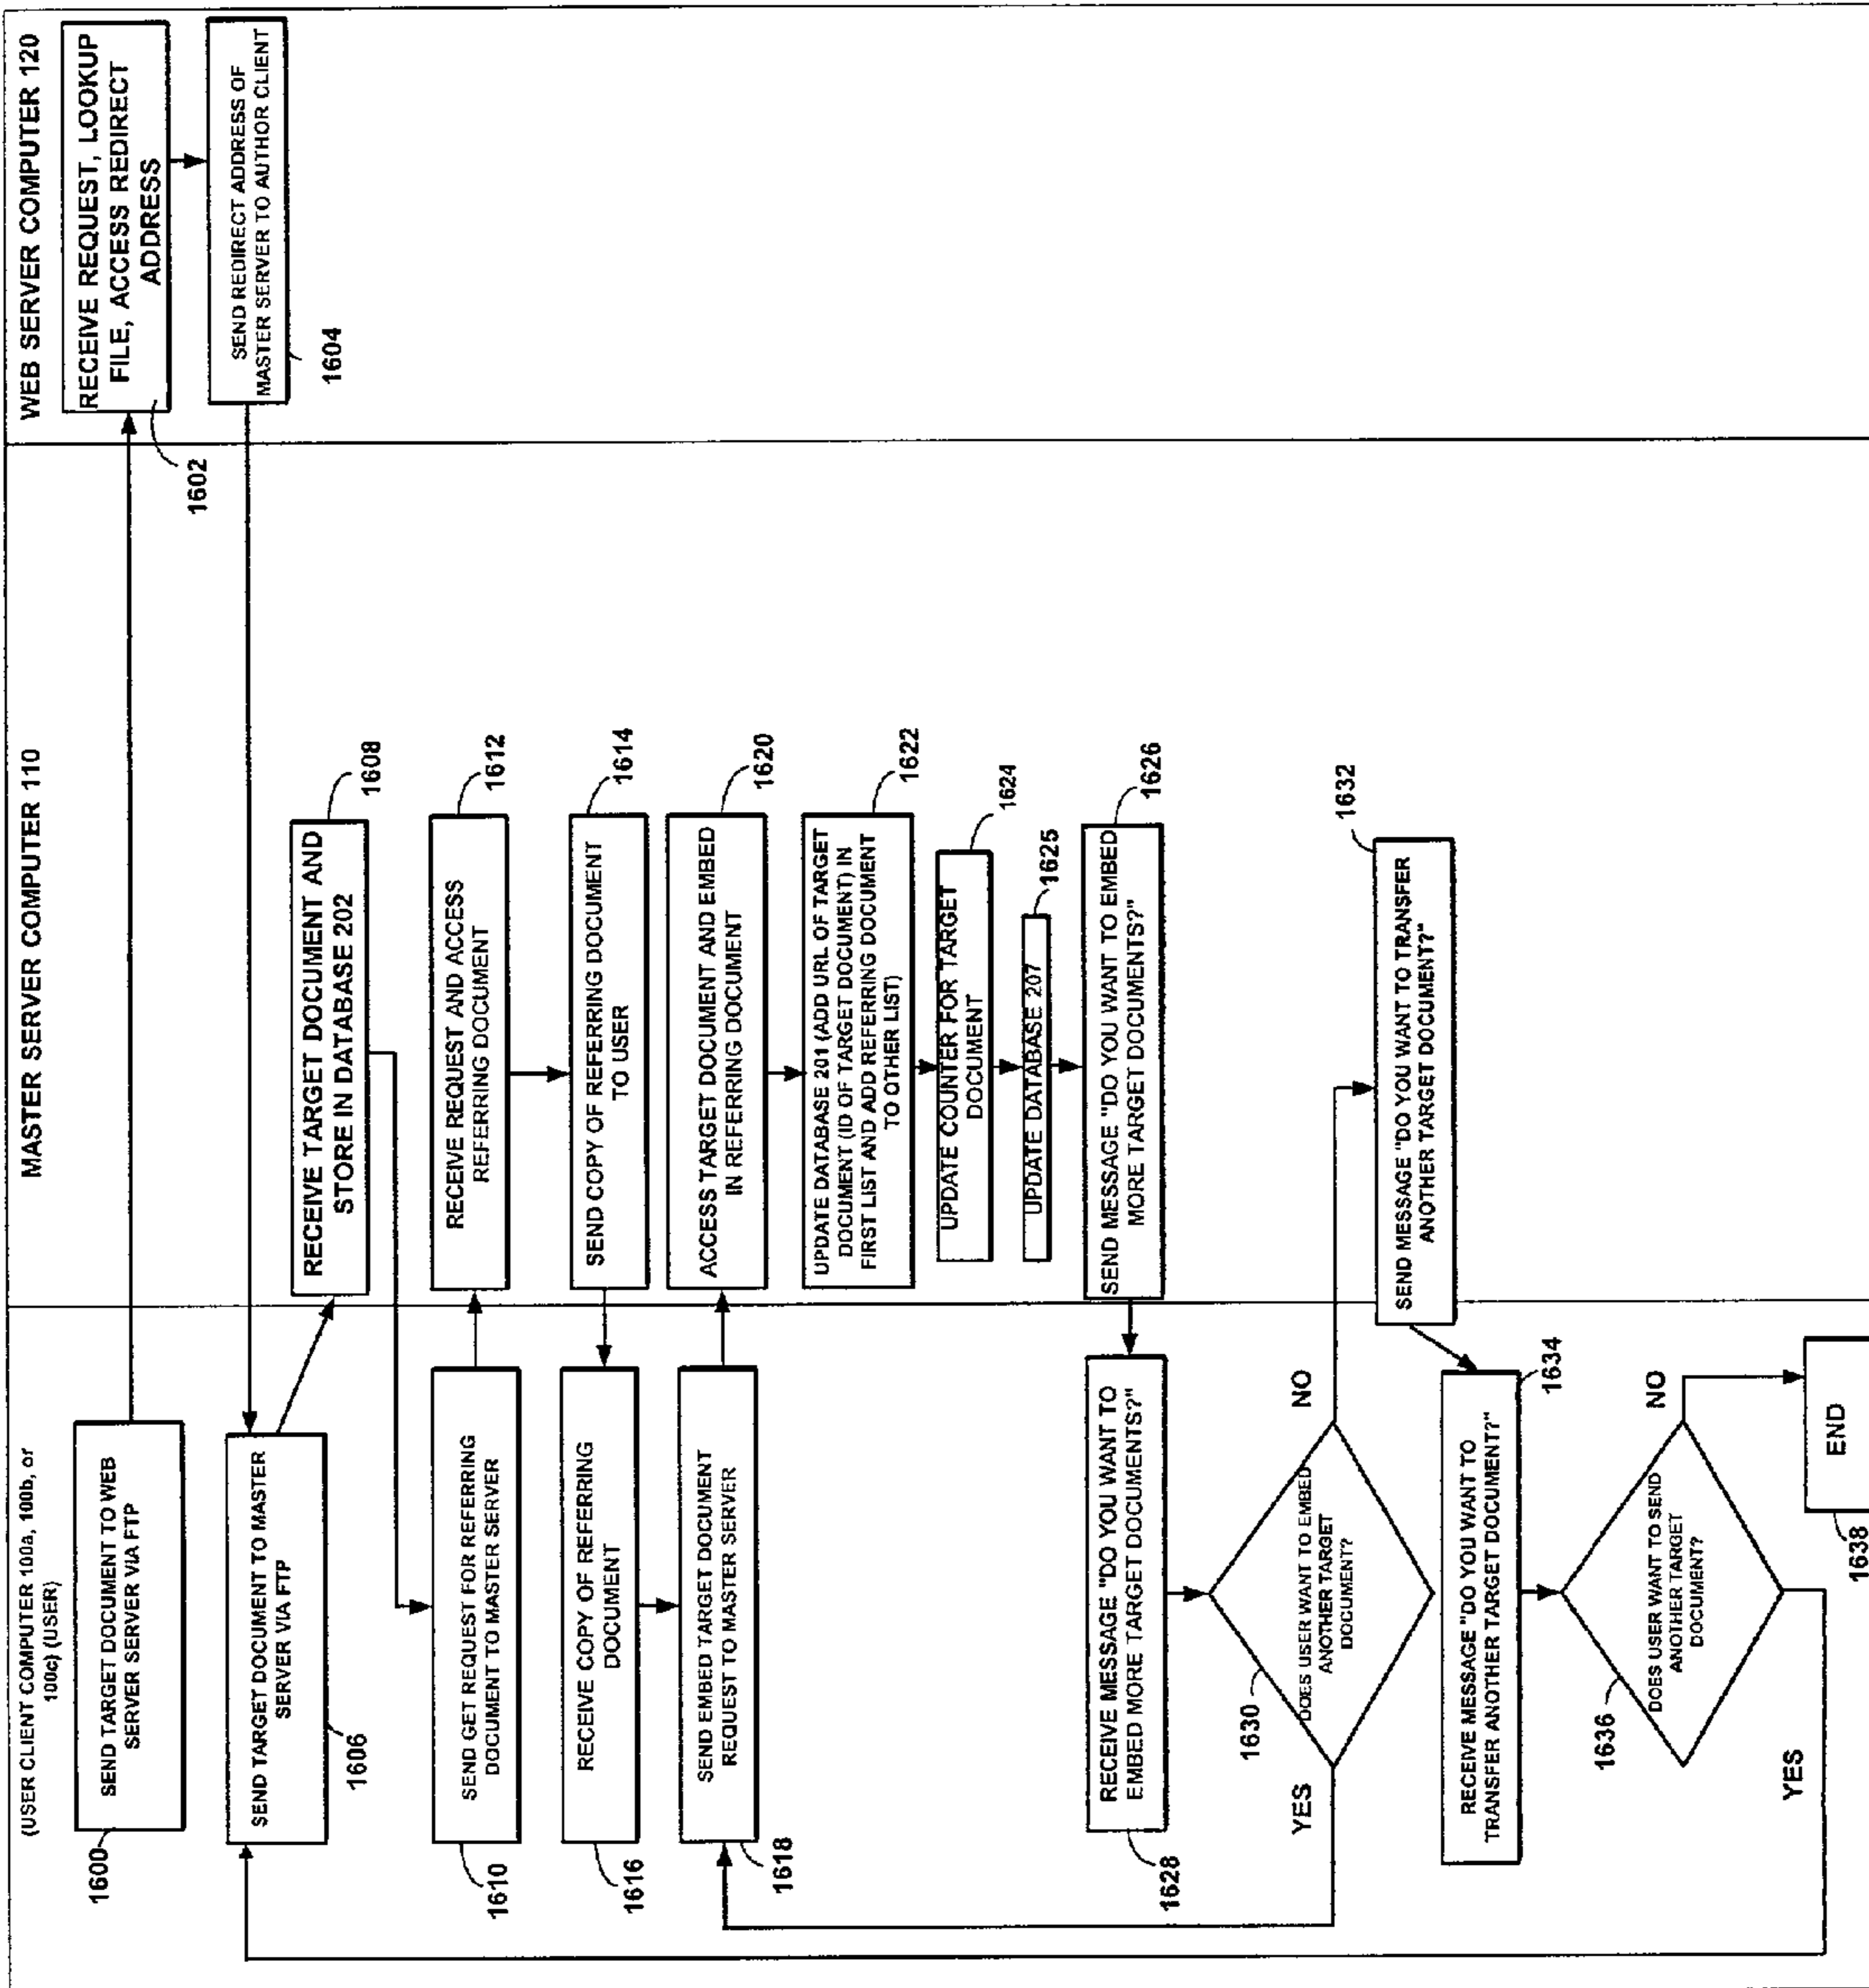 (USER CLIENT COMPUTER 100a, 100b, or
100c) (USER)
MASTER SERVER COMPUTER 110
WEB SERVER COMPUTER 120
SEND TARGET DOCUMENT TO WEB
SERVER SERVER VIA FTP
1600
RECEIVE REQUEST, LOOKUP
FILE, ACCESS REDIRECT
ADDRESS
1602
SEND REDIRECT ADDRESS OF
MASTER SERVER TO AUTHOR CLIENT
1604
SEND TARGET DOCUMENT TO MASTER
SERVER VIA FTP
1606
RECEIVE TARGET DOCUMENT AND
STORE IN DATABASE 202
1608
SEND GET REQUEST FOR REFERRING
DOCUMENT TO MASTER SERVER
1610
RECEIVE REQUEST AND ACCESS
REFERRING DOCUMENT
1612
SEND COPY OF REFERRING DOCUMENT
TO USER
1614
RECEIVE COPY OF REFERRING
DOCUMENT
1616
SEND EMBED TARGET DOCUMENT
REQUEST TO MASTER SERVER
1618
ACCESS TARGET DOCUMENT AND EMBED
IN REFERRING DOCUMENT
1620
UPDATE DATABASE 201 (ADD URL OF TARGET
DOCUMENT (ID OF TARGET DOCUMENT) IN
FIRST LIST AND ADD REFERRING DOCUMENT
TO OTHER LIST)
1622
UPDATE COUNTER FOR TARGET
DOCUMENT
1624
UPDATE DATABASE 207
1625
SEND MESSAGE "DO YOU WANT TO EMBED
MORE TARGET DOCUMENTS?"
1626
RECEIVE MESSAGE "DO YOU WANT TO
EMBED MORE TARGET DOCUMENTS?"
1628
DOES USER WANT TO EMBED
ANOTHER TARGET
DOCUMENT?
1630
YES
NO
SEND MESSAGE "DO YOU WANT TO TRANSFER
ANOTHER TARGET DOCUMENT?"
1632
RECEIVE MESSAGE "DO YOU WANT TO
TRANSFER ANOTHER TARGET DOCUMENT?"
1634
DOES USER WANT TO SEND
ANOTHER TARGET
DOCUMENT?
1636
YES
NO
END
1638